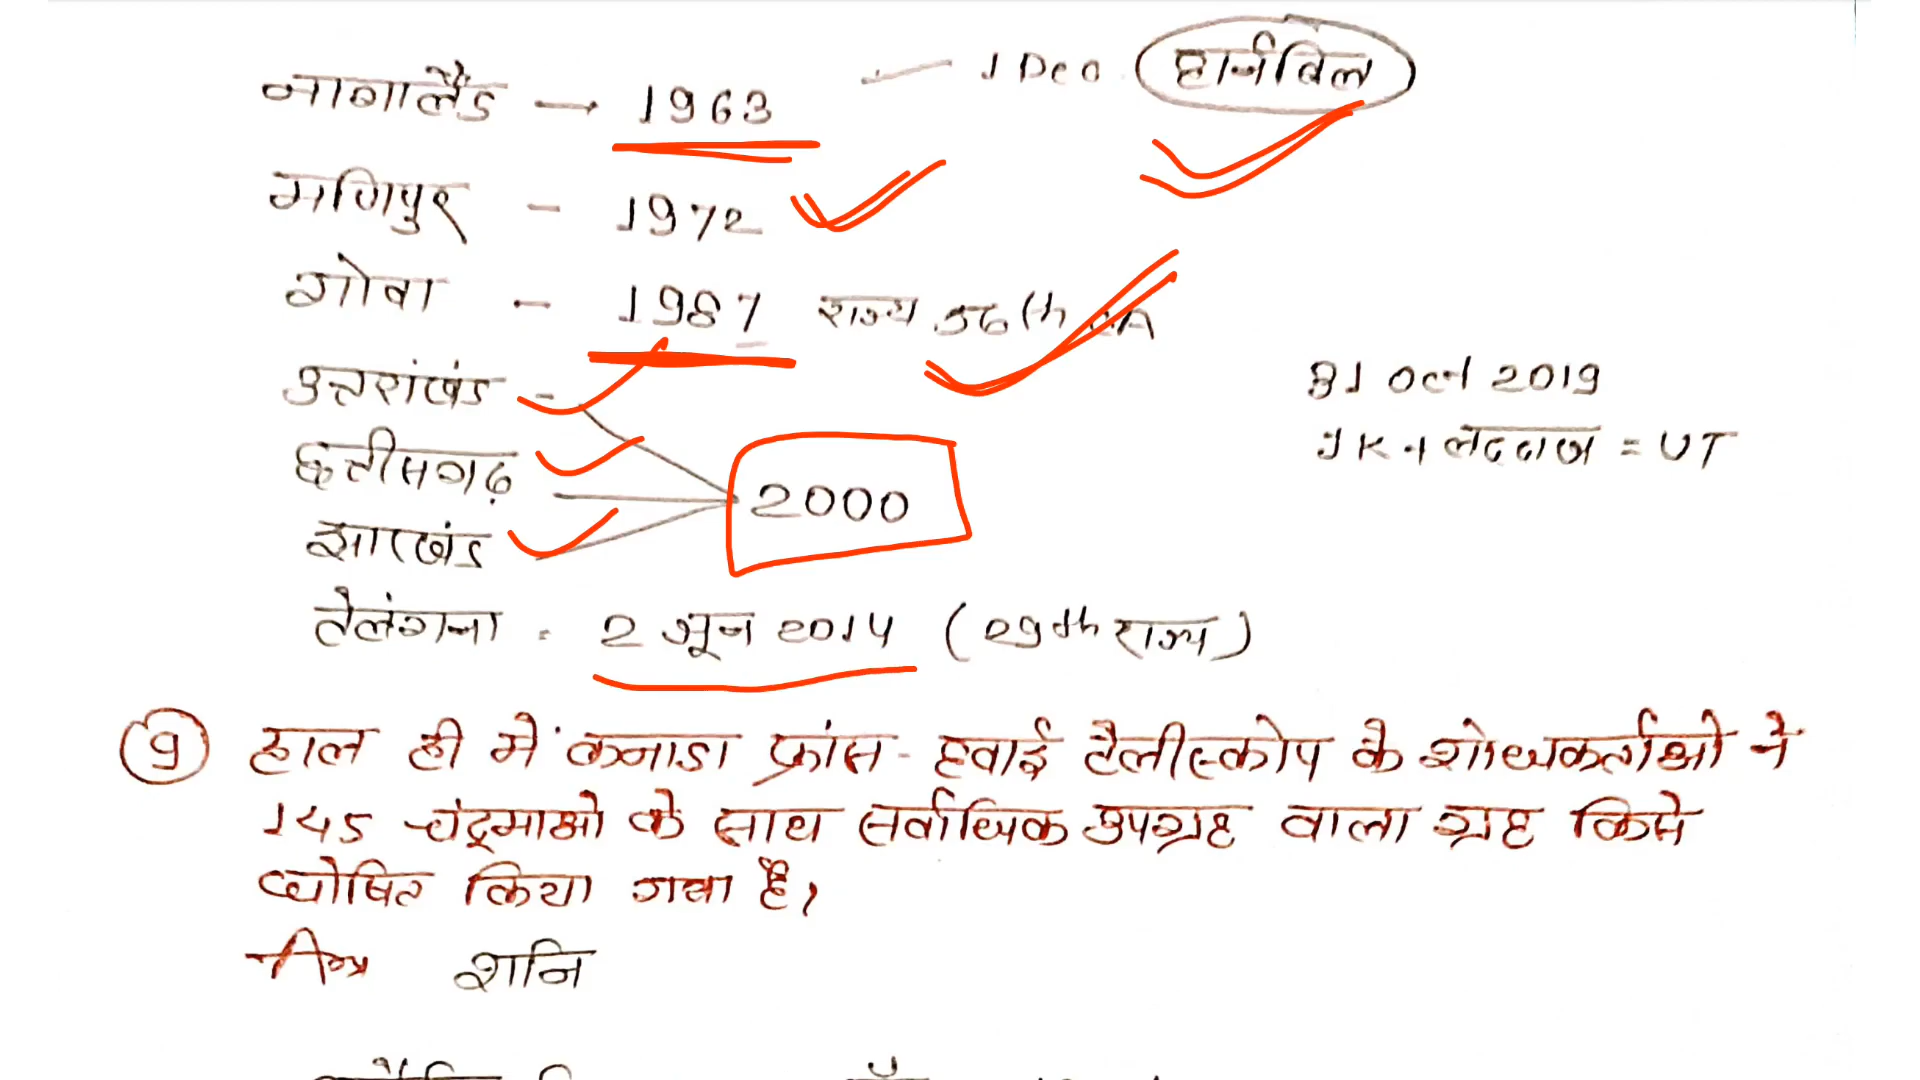 नागालैंड → 1963 — 1 Dec. हार्नबिल
मणिपुर - 1972
गोवा - 1987 राज्य 56th CA
उत्तराखंड -
छत्तीसगढ़ 2000
झारखंड
31 Oct 2019
JK + लद्दाख = UT
तेलंगना - 2 जून 2014 (29th राज्य)
9 हाल ही में कनाडा फ्रांस - हवाई टैलीस्कोप के शोधकर्ताओ ने
145 चंद्रमाओ के साथ सर्वाधिक उपग्रह वाला ग्रह किसे
घोषित किया गया है,
शनि